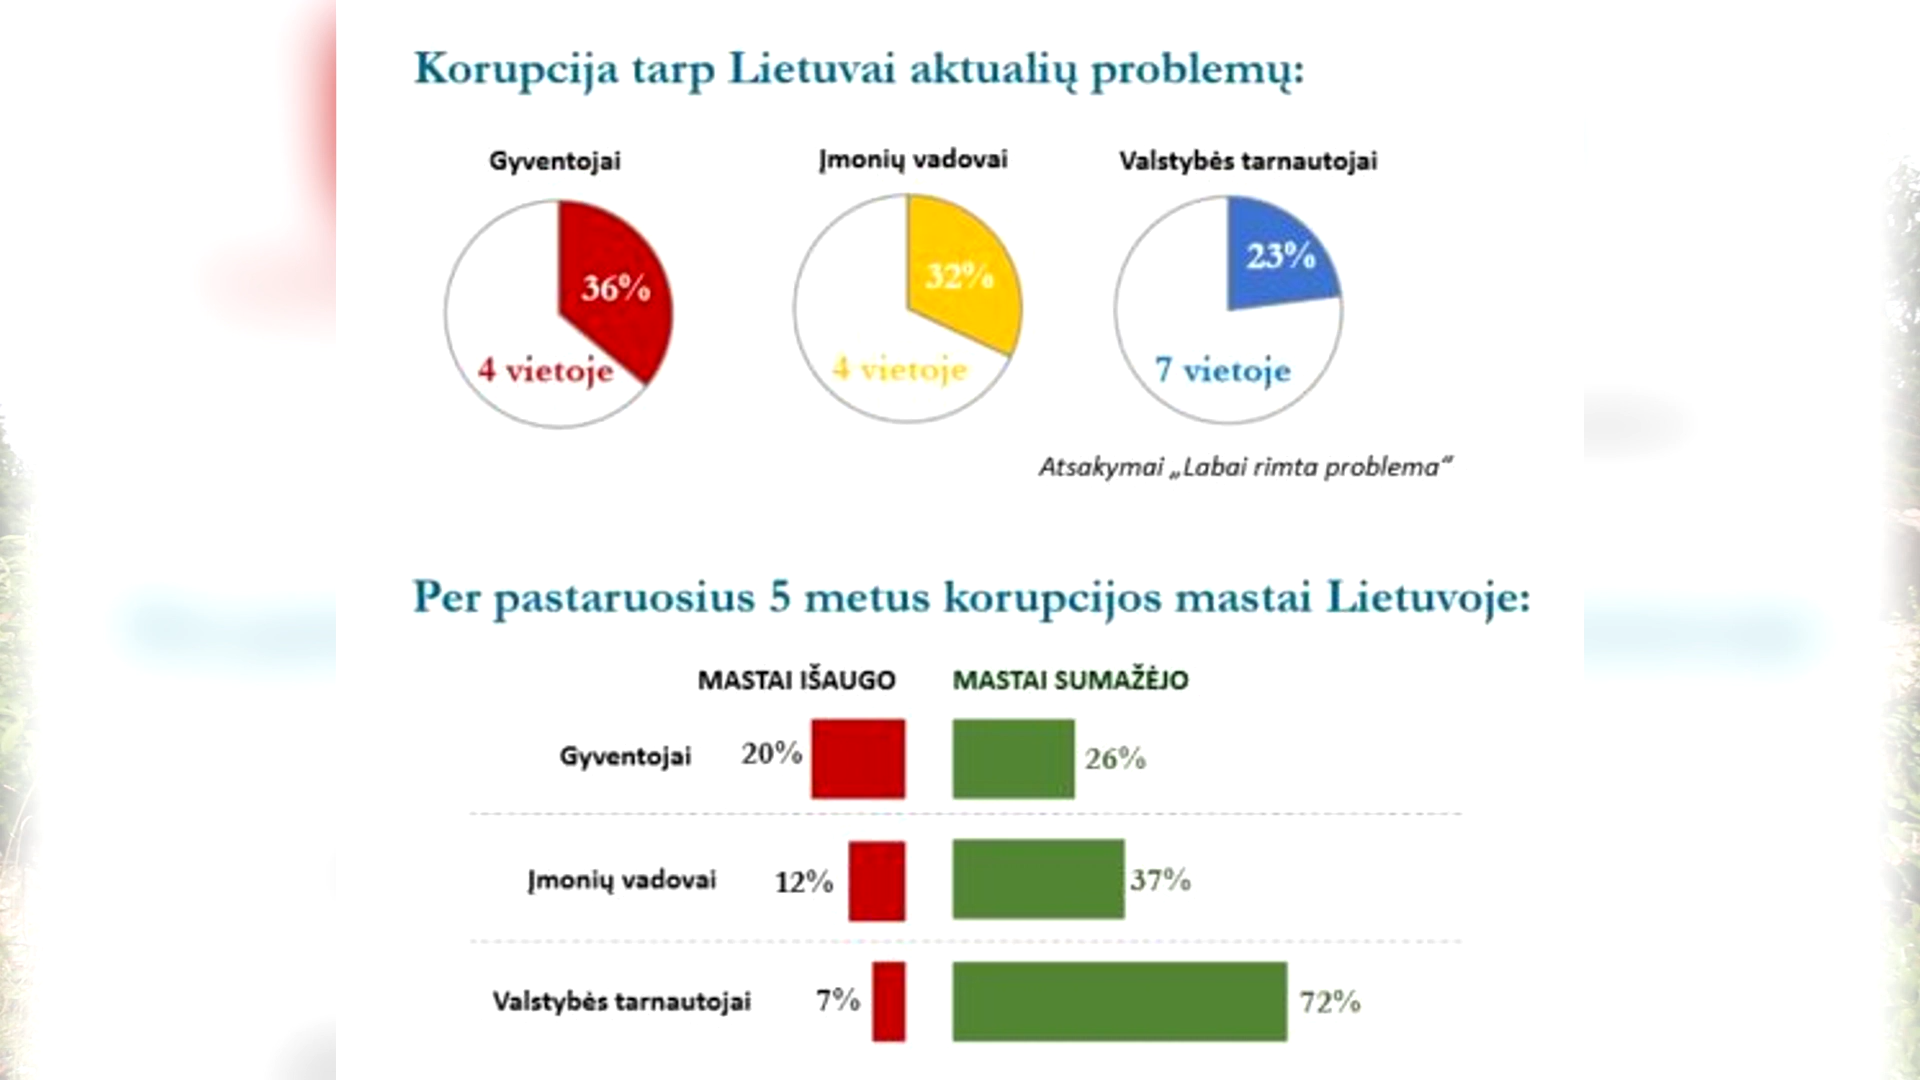 Korupcija tarp Lietuvai aktualių problemų:
Gyventojai
Įmonių vadovai
Valstybės tarnautojai
36%
32%
23%
4 vietoje
4 vietoje
7 vietoje
Atsakymai „Labai rimta problema“
Per pastaruosius 5 metus korupcijos mastai Lietuvoje:
MASTAI IŠAUGO
MASTAI SUMAŽĖJO
Gyventojai 20% 26%
Įmonių vadovai 12% 37%
Valstybės tarnautojai 7% 72%